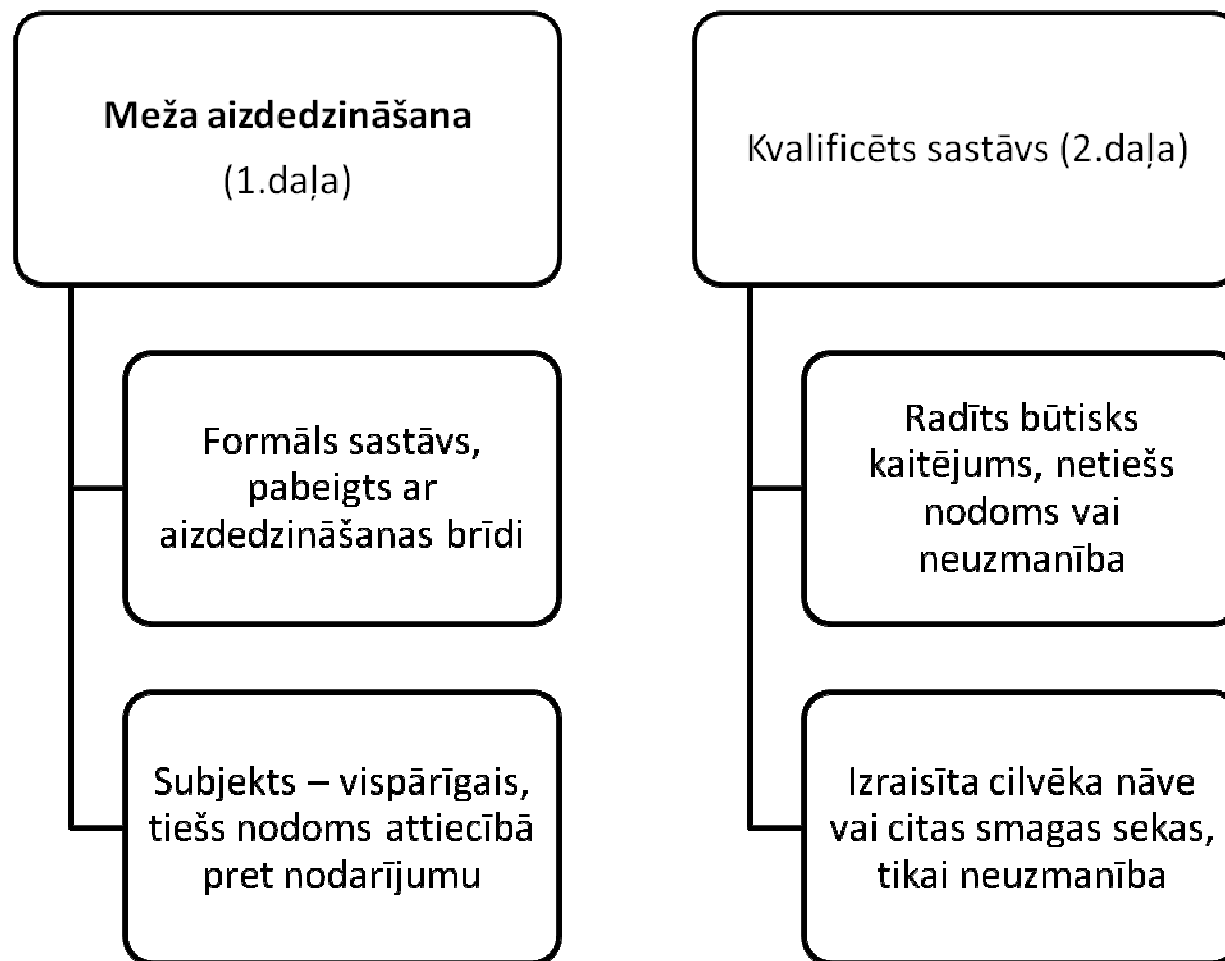 Meža aizdedzināšana
(1.daļa)
Formāls sastāvs,
pabeigts ar
aizdedzināšanas brīdi
Subjekts – vispārīgais,
tiešs nodoms attiecībā
pret nodarījumu
Kvalificēts sastāvs (2.daļa)
Radīts būtisks
kaitējums, netiešs
nodoms vai
neuzmanība
Izraisīta cilvēka nāve
vai citas smagas sekas,
tikai neuzmanība